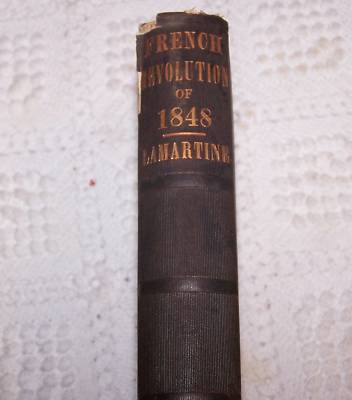 FRENCH
REVOLUTION
OF
1848
LAMARTINE